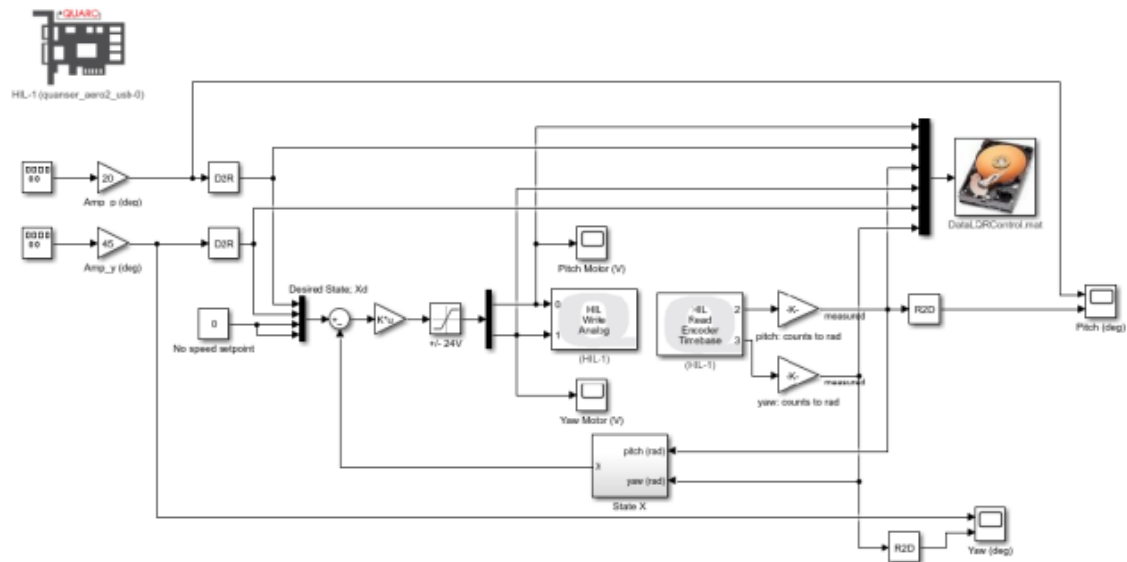 QUARC
HIL-1 (quanser_aero2_usb-0)
20
Amp_p (deg)
D2R
45
Amp_y (deg)
D2R
DataLQRControl.mat
Desired State; Xd
0
No speed setpoint
+
-
K*u
+/- 24V
Pitch Motor (V)
0
1
HIL
Write
Analog
(HIL-1)
HIL
Read
Encoder
Timebase
2
3
(HIL-1)
-K-
measured
pitch: counts to rad
-K-
measured
yaw: counts to rad
R2D
Pitch (deg)
Yaw Motor (V)
X
pitch (rad)
yaw (rad)
State X
R2D
Yaw (deg)